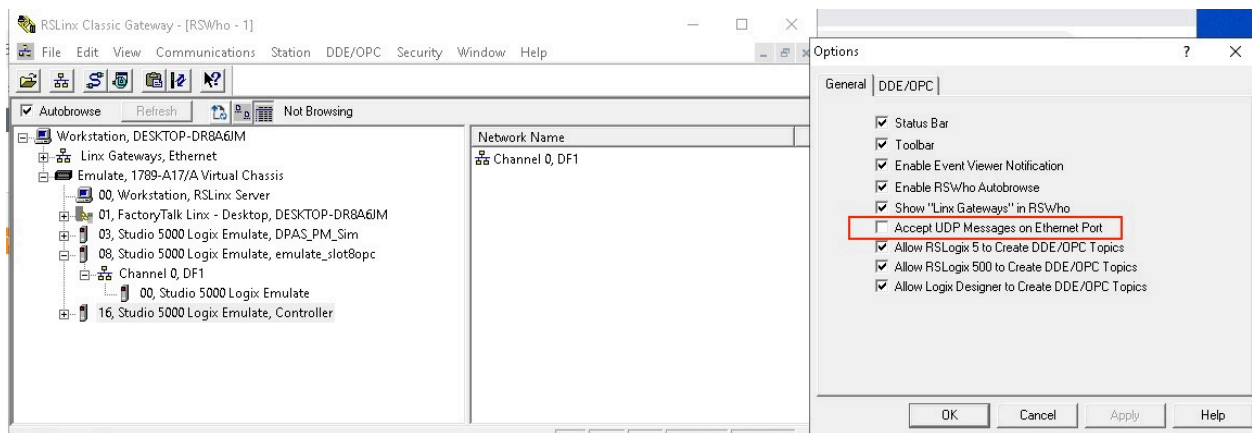 RSLinx Classic Gateway - [RSWho - 1]
File Edit View Communications Station DDE/OPC Security Window Help
Autobrowse Refresh Not Browsing
Workstation, DESKTOP-DR8A6JM
Linx Gateways, Ethernet
Emulate, 1789-A17/A Virtual Chassis
00, Workstation, RSLinx Server
01, FactoryTalk Linx - Desktop, DESKTOP-DR8A6JM
03, Studio 5000 Logix Emulate, DPAS_PM_Sim
08, Studio 5000 Logix Emulate, emulate_slot8opc
Channel 0, DF1
00, Studio 5000 Logix Emulate
16, Studio 5000 Logix Emulate, Controller
Network Name
Channel 0, DF1
Options
General DDE/OPC
Status Bar
Toolbar
Enable Event Viewer Notification
Enable RSWho Autobrowse
Show "Linx Gateways" in RSWho
Accept UDP Messages on Ethernet Port
Allow RSLogix 5 to Create DDE/OPC Topics
Allow RSLogix 500 to Create DDE/OPC Topics
Allow Logix Designer to Create DDE/OPC Topics
OK Cancel Apply Help